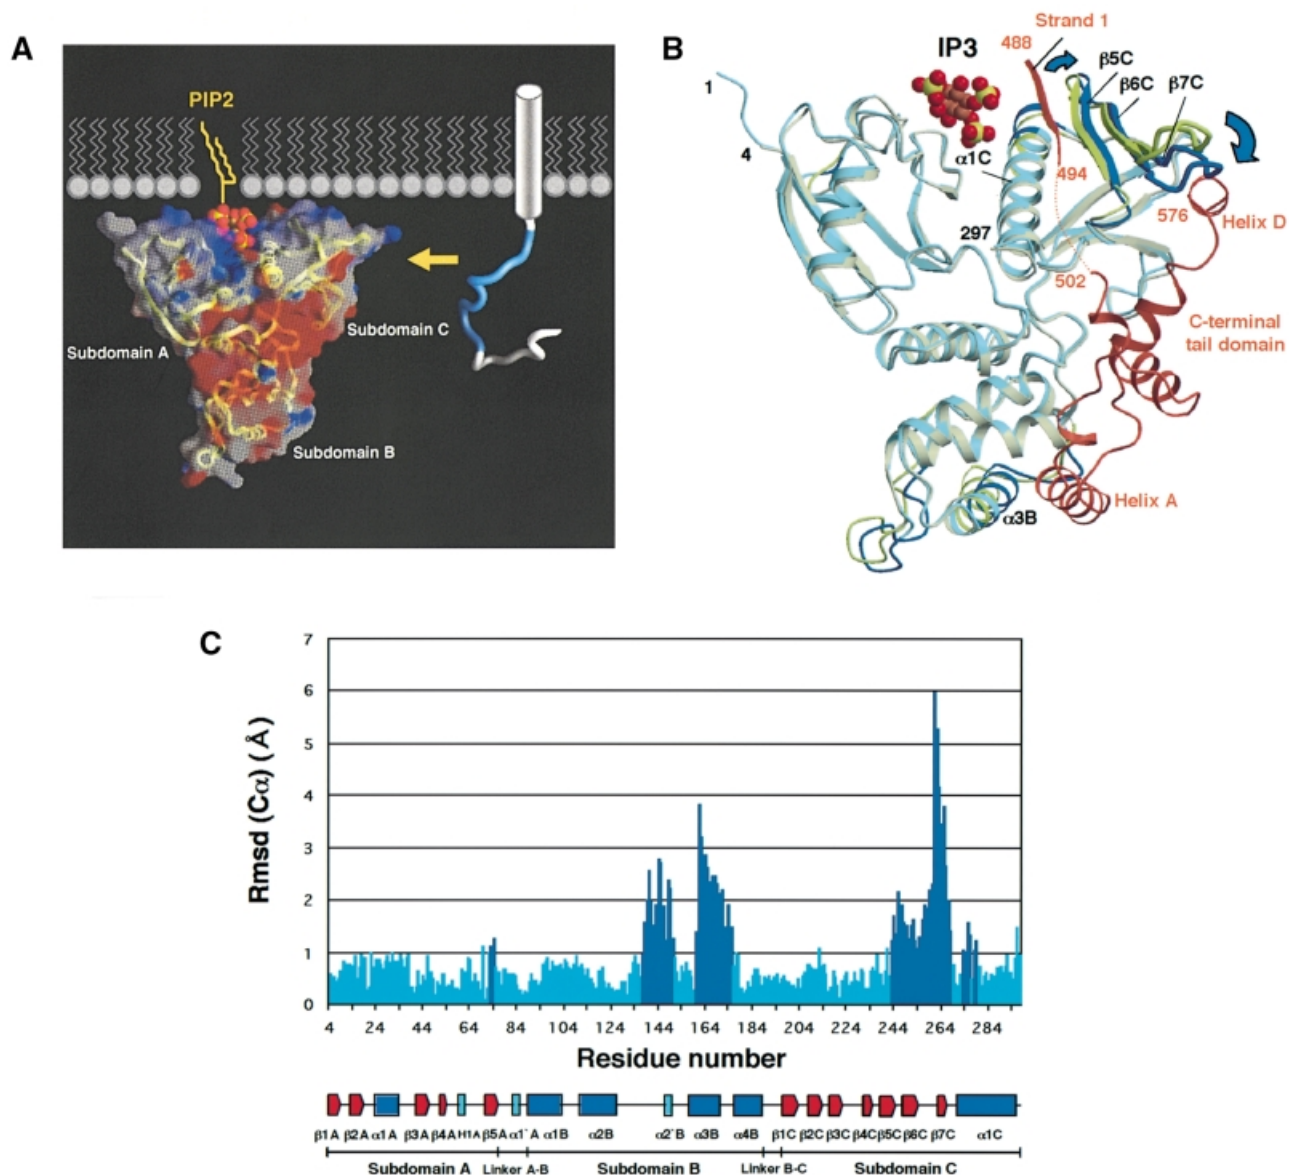 A
PIP2
Subdomain A
Subdomain C
Subdomain B
B
IP3
Strand 1
488
β5C
β6C
β7C
1
4
α1C
494
297
576
Helix D
502
C-terminal
tail domain
Helix A
α3B
C
Rmsd (Cα) (Å)
7
6
5
4
3
2
1
0
4 24 44 64 84 104 124 144 164 184 204 224 244 264 284
Residue number
β1A β2A α1A β3A β4A H1A β5A α1`A α1B α2B α2`B α3B α4B β1C β2C β3C β4C β5C β6C β7C α1C
Subdomain A Linker A-B Subdomain B Linker B-C Subdomain C